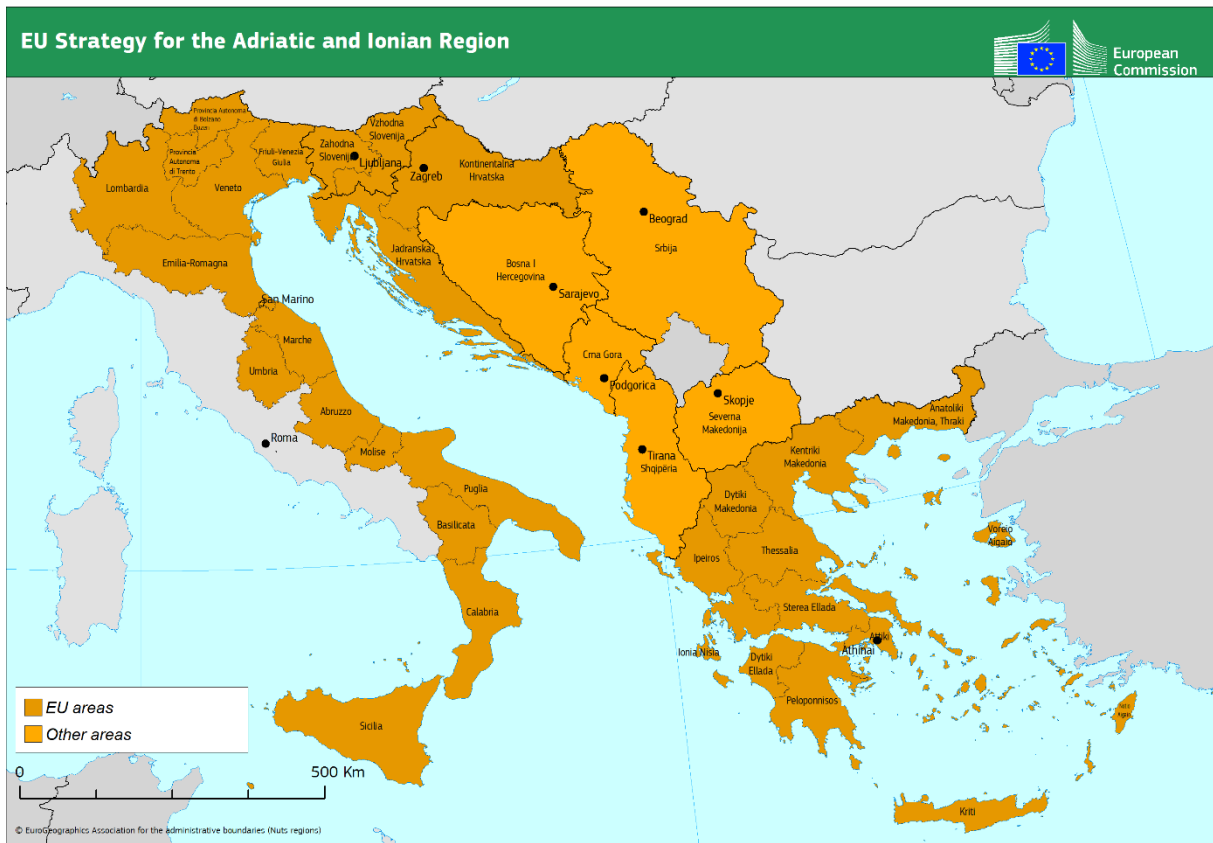 EU Strategy for the Adriatic and Ionian Region
European
Commission
Provincia Autonoma
di Bolzano
Bozen
Provincia
Autonoma
di Trento
Friuli-Venezia
Giulia
Lombardia
Veneto
Emilia-Romagna
San Marino
Marche
Umbria
Abruzzo
Roma
Molise
Puglia
Basilicata
Calabria
Sicilia
Vzhodna
Slovenija
Zahodna
Slovenija
Ljubljana
Zagreb
Kontinentalna
Hrvatska
Jadranska
Hrvatska
Bosna I
Hercegovina
Sarajevo
Beograd
Srbija
Crna Gora
Podgorica
Skopje
Severna
Makedonija
Tirana
Shqipëria
Anatoliki
Makedonia, Thraki
Kentriki
Makedonia
Dytiki
Makedonia
Ipeiros
Thessalia
Voreio
Aigaio
Sterea Ellada
Ionia Nisia
Attiki
Athinai
Dytiki
Ellada
Peloponnisos
Kriti
EU areas
Other areas
0 500 Km
© EuroGeographics Association for the administrative boundaries (Nuts regions)